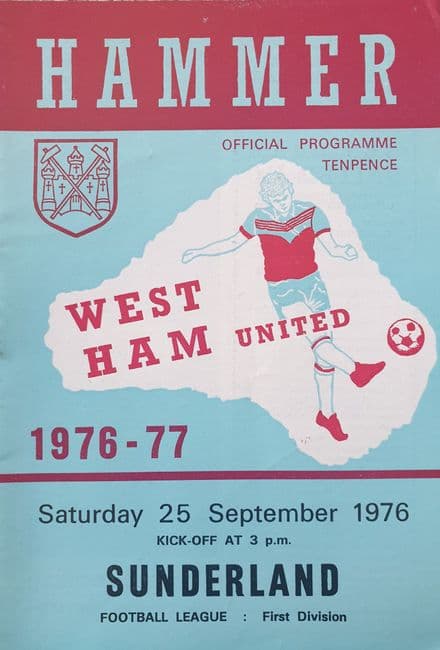 HAMMER
OFFICIAL PROGRAMME
TENPENCE
WEST
HAM UNITED
1976-77
Saturday 25 September 1976
KICK-OFF AT 3 p.m.
SUNDERLAND
FOOTBALL LEAGUE : First Division